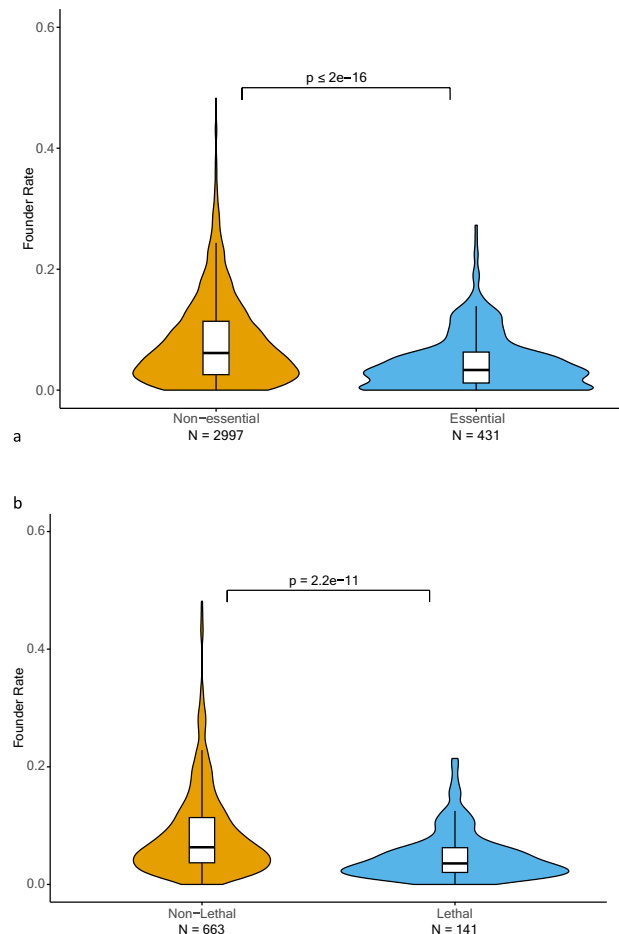 0.6
p ≤ 2e−16
0.4
Founder Rate
0.2
0.0
Non−essential
Essential
a
N = 2997
N = 431
b
0.6
p = 2.2e−11
0.4
Founder Rate
0.2
0.0
Non−Lethal
Lethal
N = 663
N = 141